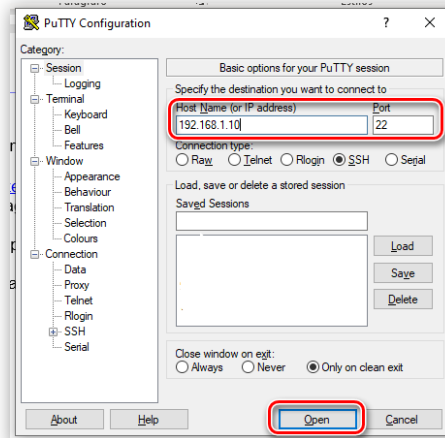 PuTTY Configuration
?
Category:
Session
Logging
Terminal
Keyboard
Bell
Features
Window
Appearance
Behaviour
Translation
Selection
Colours
Connection
Data
Proxy
Telnet
Rlogin
SSH
Serial
Basic options for your PuTTY session
Specify the destination you want to connect to
Host Name (or IP address) Port
192.168.1.10 22
Connection type:
Raw Telnet Rlogin SSH Serial
Load, save or delete a stored session
Saved Sessions
Load
Save
Delete
Close window on exit:
Always Never Only on clean exit
About Help Open Cancel